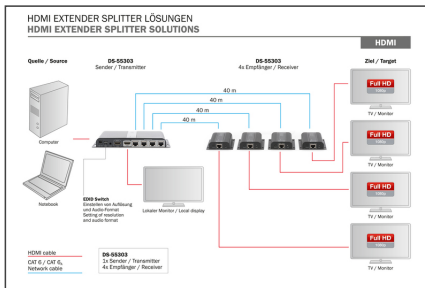 HDMI EXTENDER SPLITTER LÖSUNGEN
HDMI EXTENDER SPLITTER SOLUTIONS
HDMI
Quelle / Source
DS-55303
Sender / Transmitter
DS-55303
4x Empfänger / Receiver
Ziel / Target
40 m
40 m
40 m
40 m
Full HD
1080p
TV / Monitor
Computer
Full HD
1080p
TV / Monitor
Notebook
EDID Switch
Einstellen von Auflösung
und Audio-Format
Setting of resolution
and audio format
Lokaler Monitor / Local display
Full HD
1080p
TV / Monitor
Full HD
1080p
TV / Monitor
HDMI cable
CAT 6 / CAT 6A
Network cable
DS-55303
1x Sender / Transmitter
4x Empfänger / Receiver